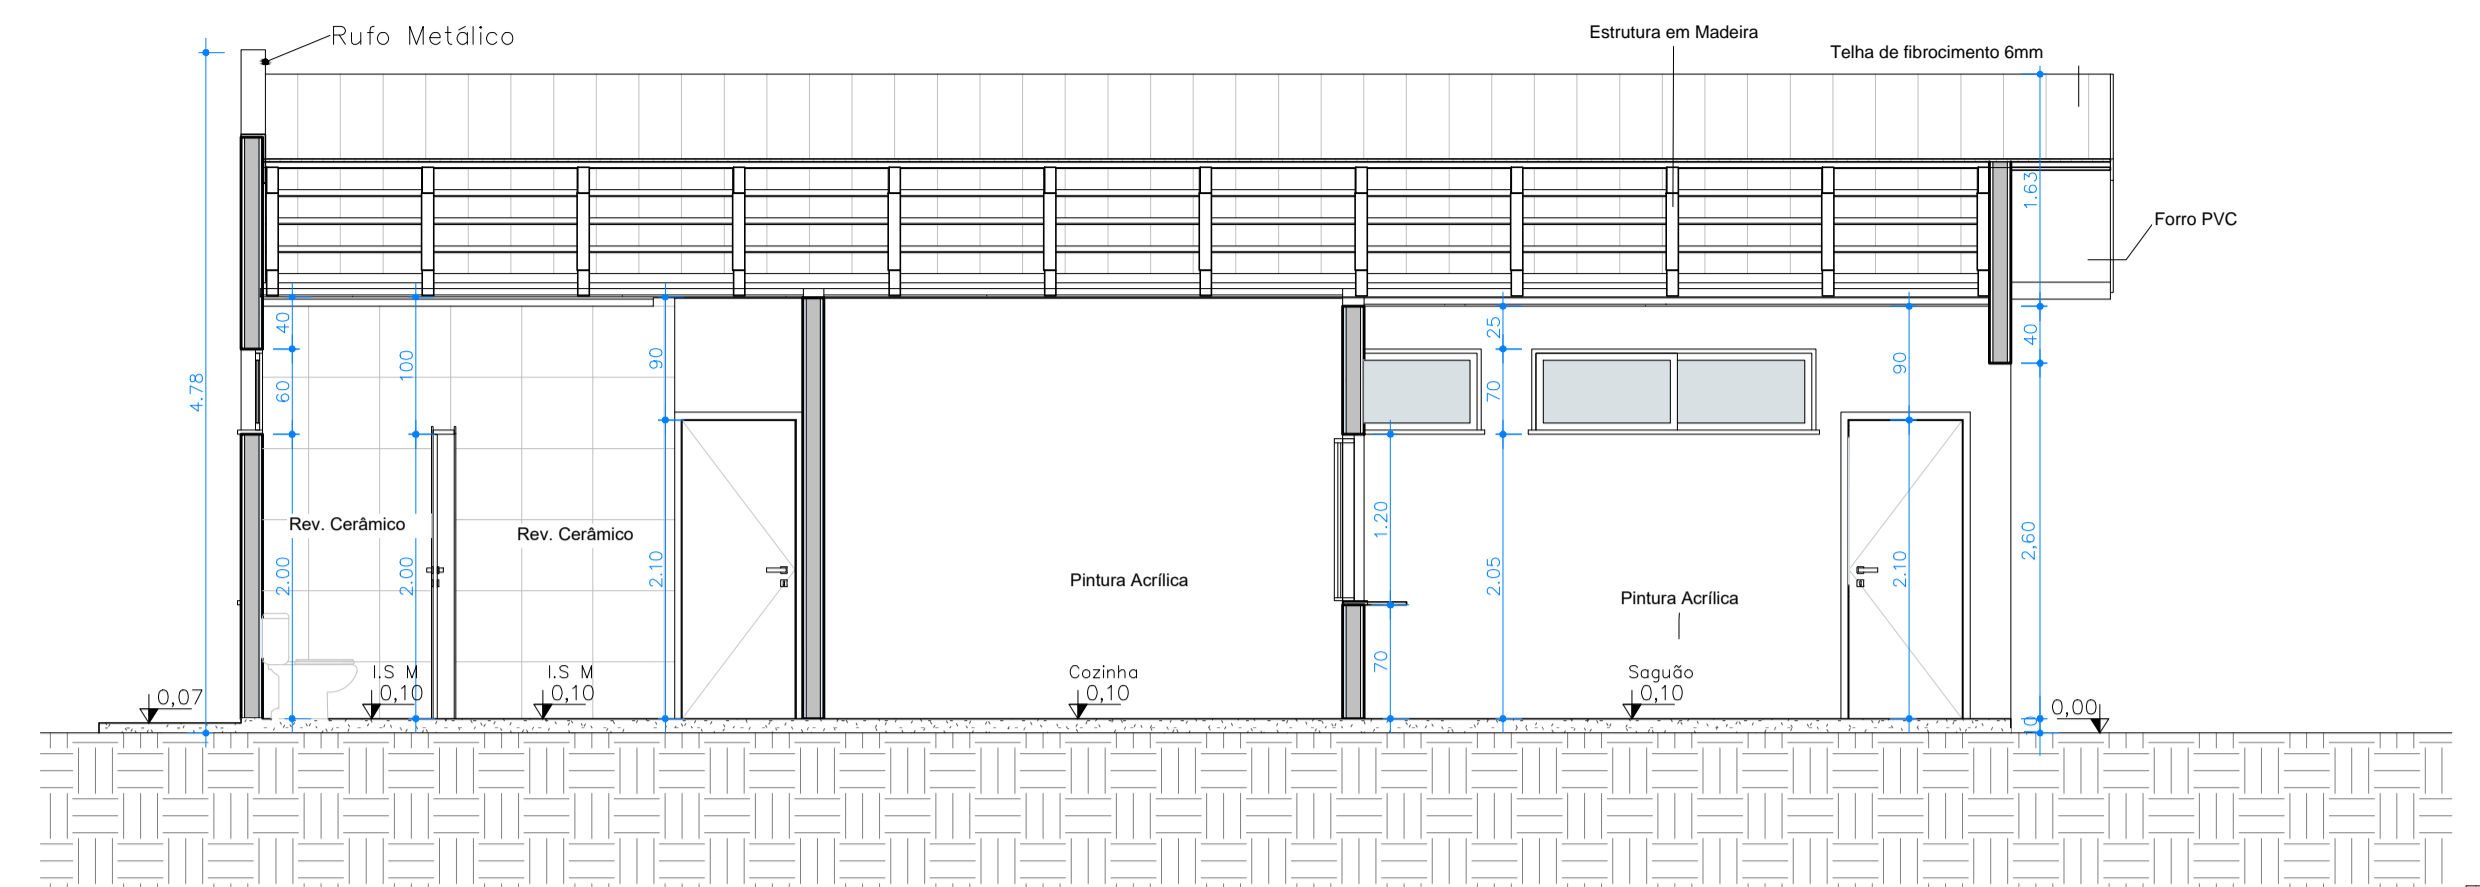 Rufo Metálico
Estrutura em Madeira
Telha de fibrocimento 6mm
Forro PVC
4.78
40
60
2.00
100
2.00
90
2.10
25
70
2.05
1.20
70
90
2.10
1.63
40
2,60
10
Rev. Cerâmico
Rev. Cerâmico
Pintura Acrílica
Pintura Acrílica
I.S M
0,10
I.S M
0,10
Cozinha
0,10
Saguão
0,10
0,07
0,00